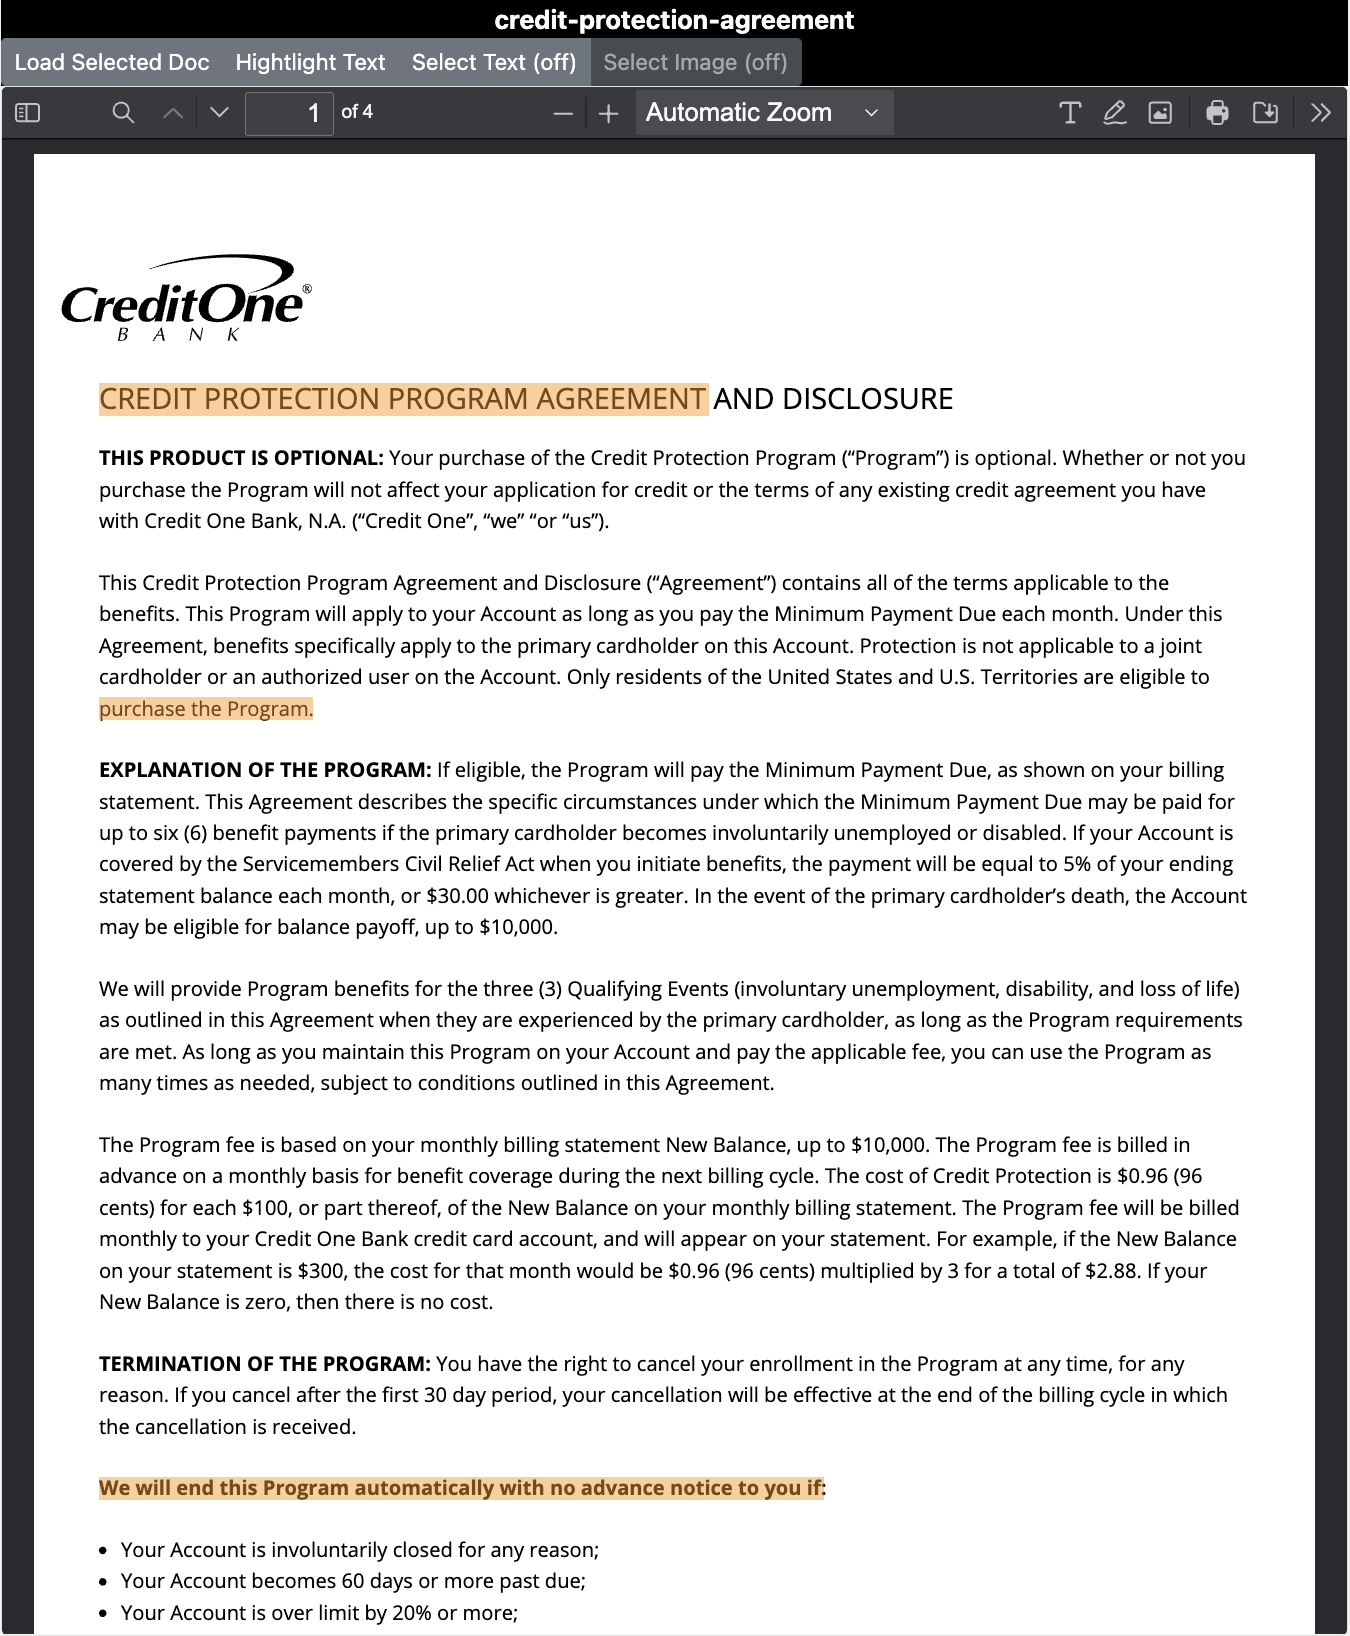 credit-protection-agreement
Load Selected Doc Hightlight Text Select Text (off) Select Image (off)
1 of 4 Automatic Zoom
CreditOne®
BANK
CREDIT PROTECTION PROGRAM AGREEMENT AND DISCLOSURE
THIS PRODUCT IS OPTIONAL: Your purchase of the Credit Protection Program (“Program”) is optional. Whether or not you
purchase the Program will not affect your application for credit or the terms of any existing credit agreement you have
with Credit One Bank, N.A. (“Credit One”, “we” “or “us”).
This Credit Protection Program Agreement and Disclosure (“Agreement”) contains all of the terms applicable to the
benefits. This Program will apply to your Account as long as you pay the Minimum Payment Due each month. Under this
Agreement, benefits specifically apply to the primary cardholder on this Account. Protection is not applicable to a joint
cardholder or an authorized user on the Account. Only residents of the United States and U.S. Territories are eligible to
purchase the Program.
EXPLANATION OF THE PROGRAM: If eligible, the Program will pay the Minimum Payment Due, as shown on your billing
statement. This Agreement describes the specific circumstances under which the Minimum Payment Due may be paid for
up to six (6) benefit payments if the primary cardholder becomes involuntarily unemployed or disabled. If your Account is
covered by the Servicemembers Civil Relief Act when you initiate benefits, the payment will be equal to 5% of your ending
statement balance each month, or $30.00 whichever is greater. In the event of the primary cardholder’s death, the Account
may be eligible for balance payoff, up to $10,000.
We will provide Program benefits for the three (3) Qualifying Events (involuntary unemployment, disability, and loss of life)
as outlined in this Agreement when they are experienced by the primary cardholder, as long as the Program requirements
are met. As long as you maintain this Program on your Account and pay the applicable fee, you can use the Program as
many times as needed, subject to conditions outlined in this Agreement.
The Program fee is based on your monthly billing statement New Balance, up to $10,000. The Program fee is billed in
advance on a monthly basis for benefit coverage during the next billing cycle. The cost of Credit Protection is $0.96 (96
cents) for each $100, or part thereof, of the New Balance on your monthly billing statement. The Program fee will be billed
monthly to your Credit One Bank credit card account, and will appear on your statement. For example, if the New Balance
on your statement is $300, the cost for that month would be $0.96 (96 cents) multiplied by 3 for a total of $2.88. If your
New Balance is zero, then there is no cost.
TERMINATION OF THE PROGRAM: You have the right to cancel your enrollment in the Program at any time, for any
reason. If you cancel after the first 30 day period, your cancellation will be effective at the end of the billing cycle in which
the cancellation is received.
We will end this Program automatically with no advance notice to you if:
• Your Account is involuntarily closed for any reason;
• Your Account becomes 60 days or more past due;
• Your Account is over limit by 20% or more;